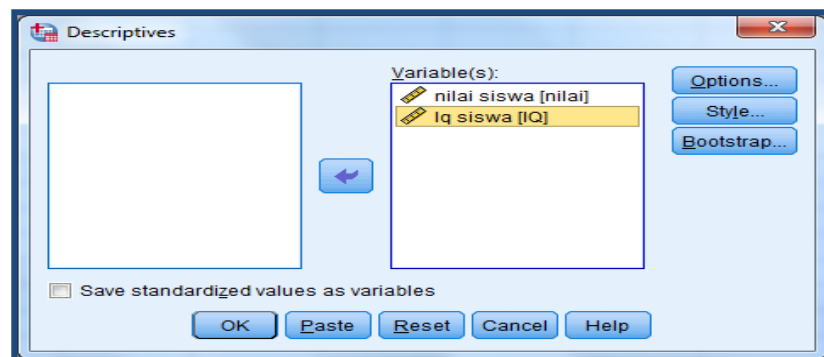 Descriptives
Variable(s):
nilai siswa [nilai]
Iq siswa [IQ]
Options...
Style...
Bootstrap...
Save standardized values as variables
OK Paste Reset Cancel Help